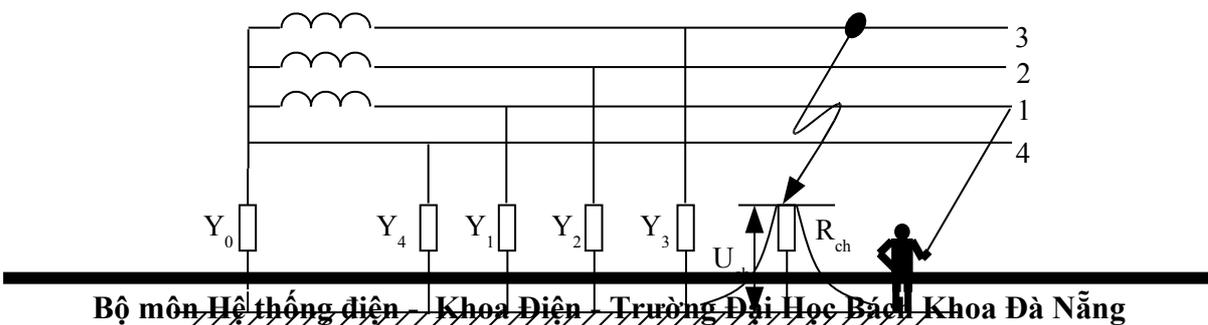 3
2
1
4
Y0 Y4 Y1 Y2 Y3 Rch
Uch
Bộ môn Hệ thống điện - Khoa Điện - Trường Đại Học Bách Khoa Đà Nẵng